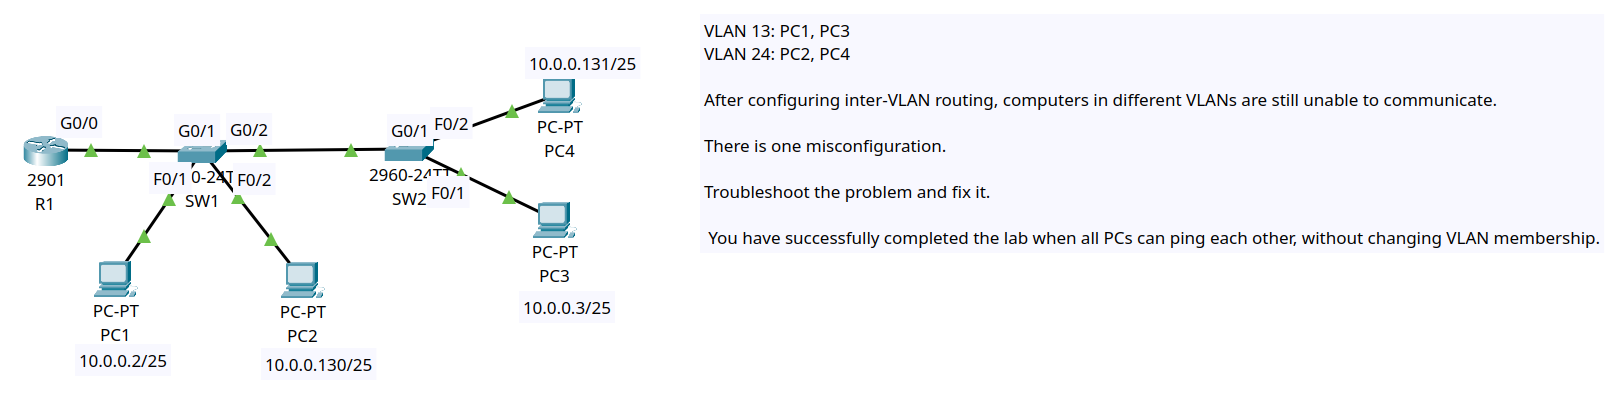 VLAN 13: PC1, PC3
VLAN 24: PC2, PC4
After configuring inter-VLAN routing, computers in different VLANs are still unable to communicate.
There is one misconfiguration.
Troubleshoot the problem and fix it.
You have successfully completed the lab when all PCs can ping each other, without changing VLAN membership.
10.0.0.131/25
G0/0
G0/1
G0/2
G0/1
F0/2
PC-PT
PC4
2901
R1
F0/1
0-24T
F0/2
SW1
2960-24TT
SW2
F0/1
PC-PT
PC3
10.0.0.3/25
PC-PT
PC1
10.0.0.2/25
PC-PT
PC2
10.0.0.130/25